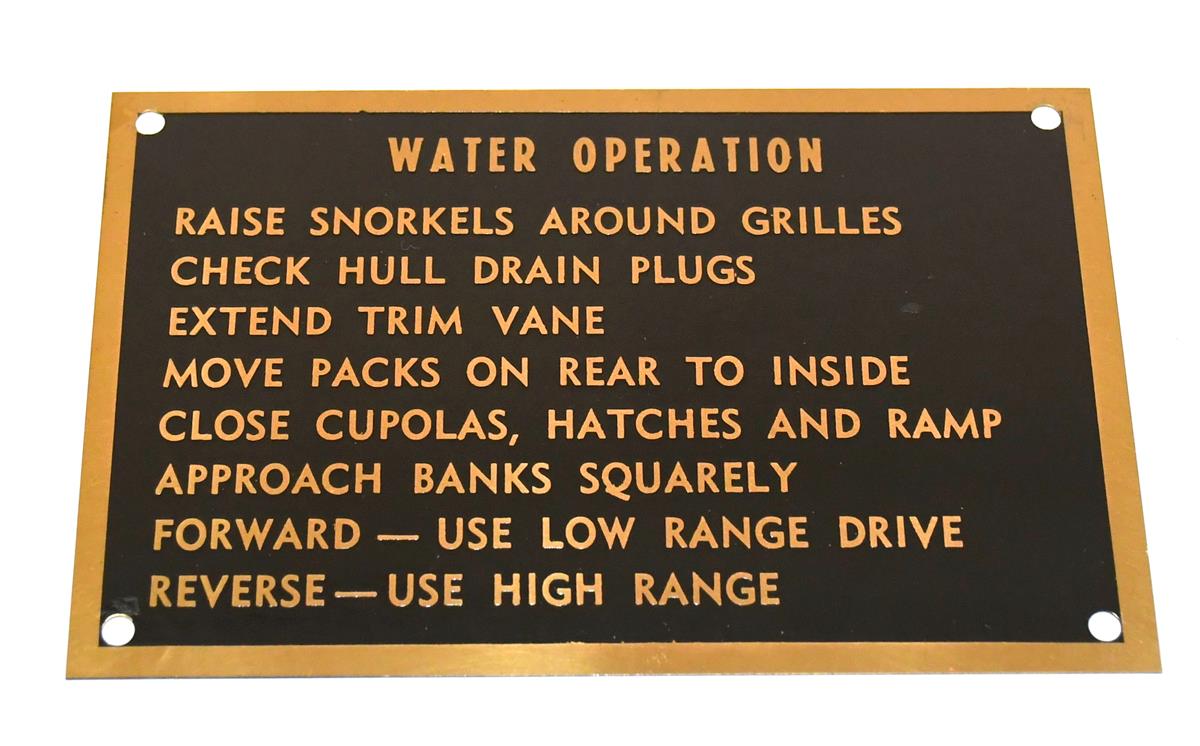 WATER OPERATION
RAISE SNORKELS AROUND GRILLES
CHECK HULL DRAIN PLUGS
EXTEND TRIM VANE
MOVE PACKS ON REAR TO INSIDE
CLOSE CUPOLAS, HATCHES AND RAMP
APPROACH BANKS SQUARELY
FORWARD — USE LOW RANGE DRIVE
REVERSE — USE HIGH RANGE